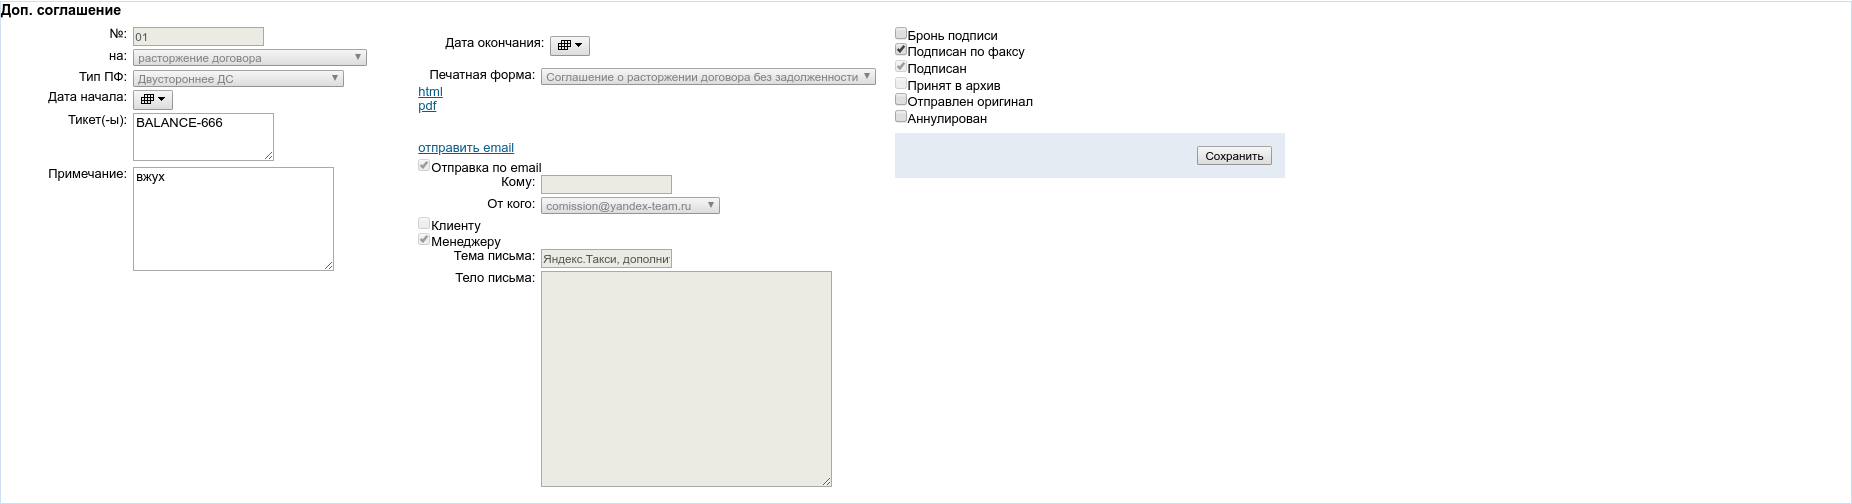 Доп. соглашение
№: 01
на: расторжение договора
Тип ПФ: Двустороннее ДС
Дата начала:
Тикет(-ы): BALANCE-666
Примечание: вжух
Дата окончания:
Печатная форма: Соглашение о расторжении договора без задолженности
html
pdf
отправить email
Отправка по email
Кому:
От кого: comission@yandex-team.ru
Клиенту
Менеджеру
Тема письма: Яндекс.Такси, дополни
Тело письма:
Бронь подписи
Подписан по факсу
Подписан
Принят в архив
Отправлен оригинал
Аннулирован
Сохранить